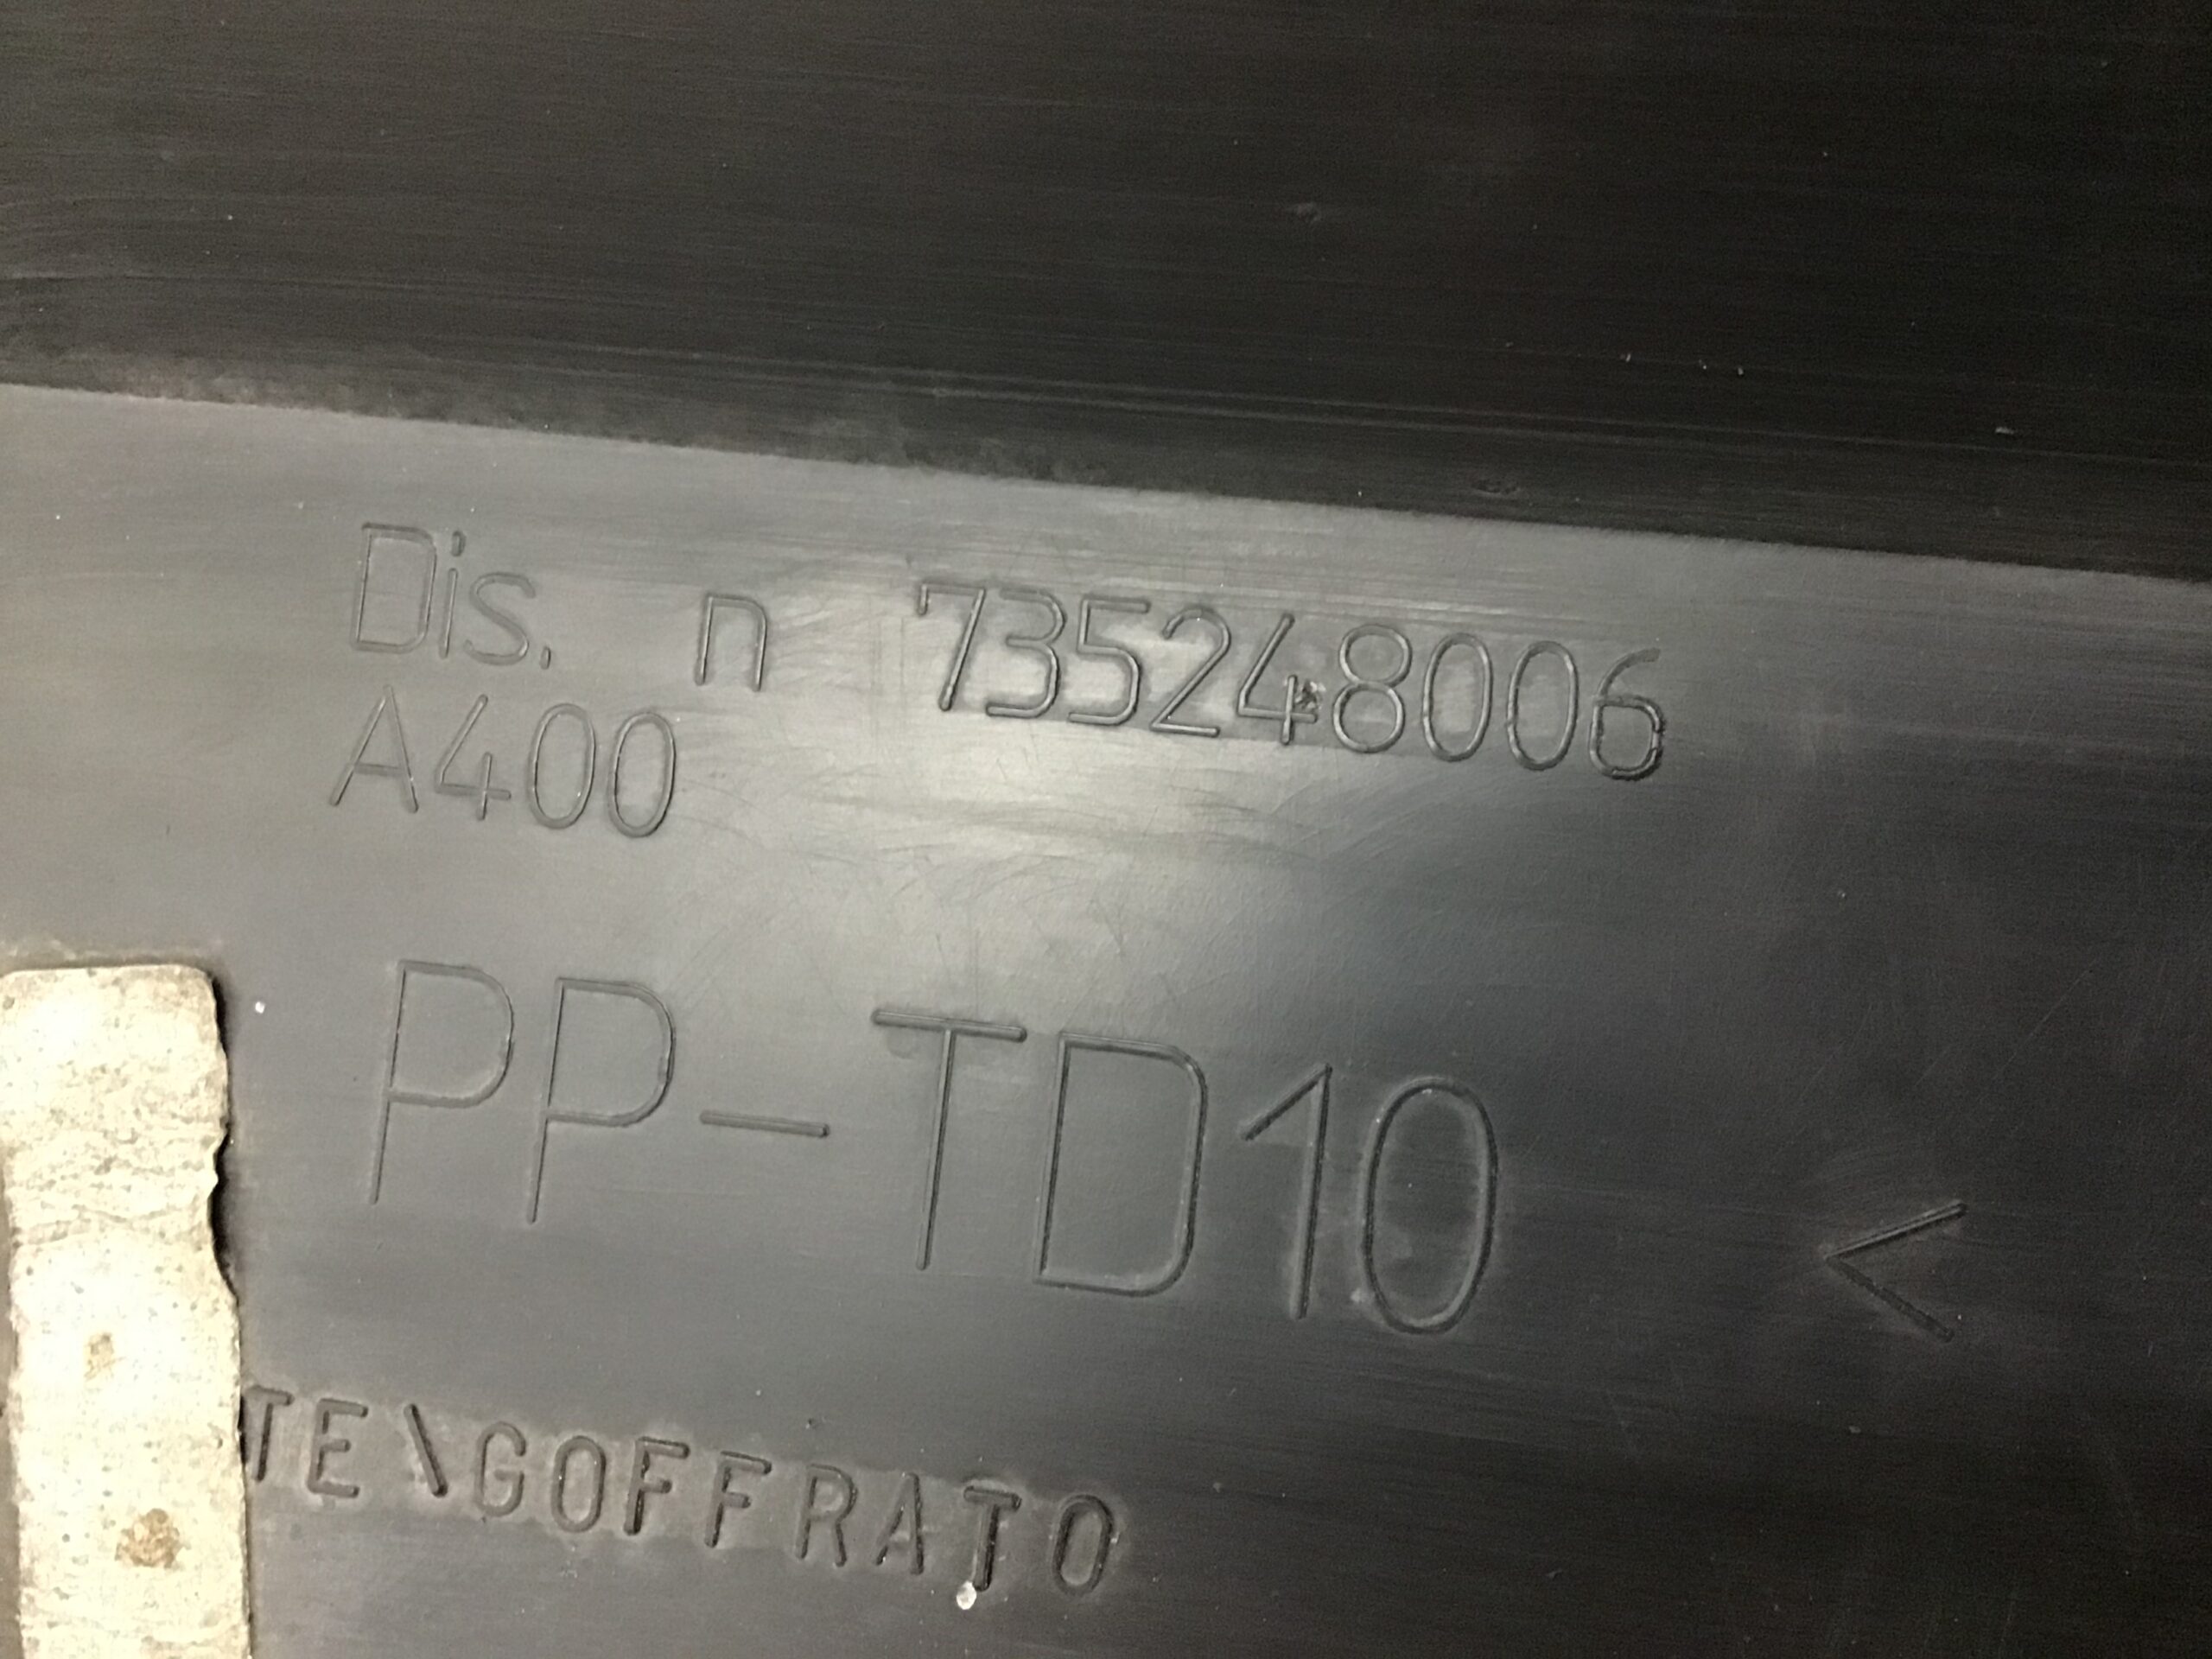 Dis. n 735248006
A400
PP-TD10 <
TE\GOFFRATO